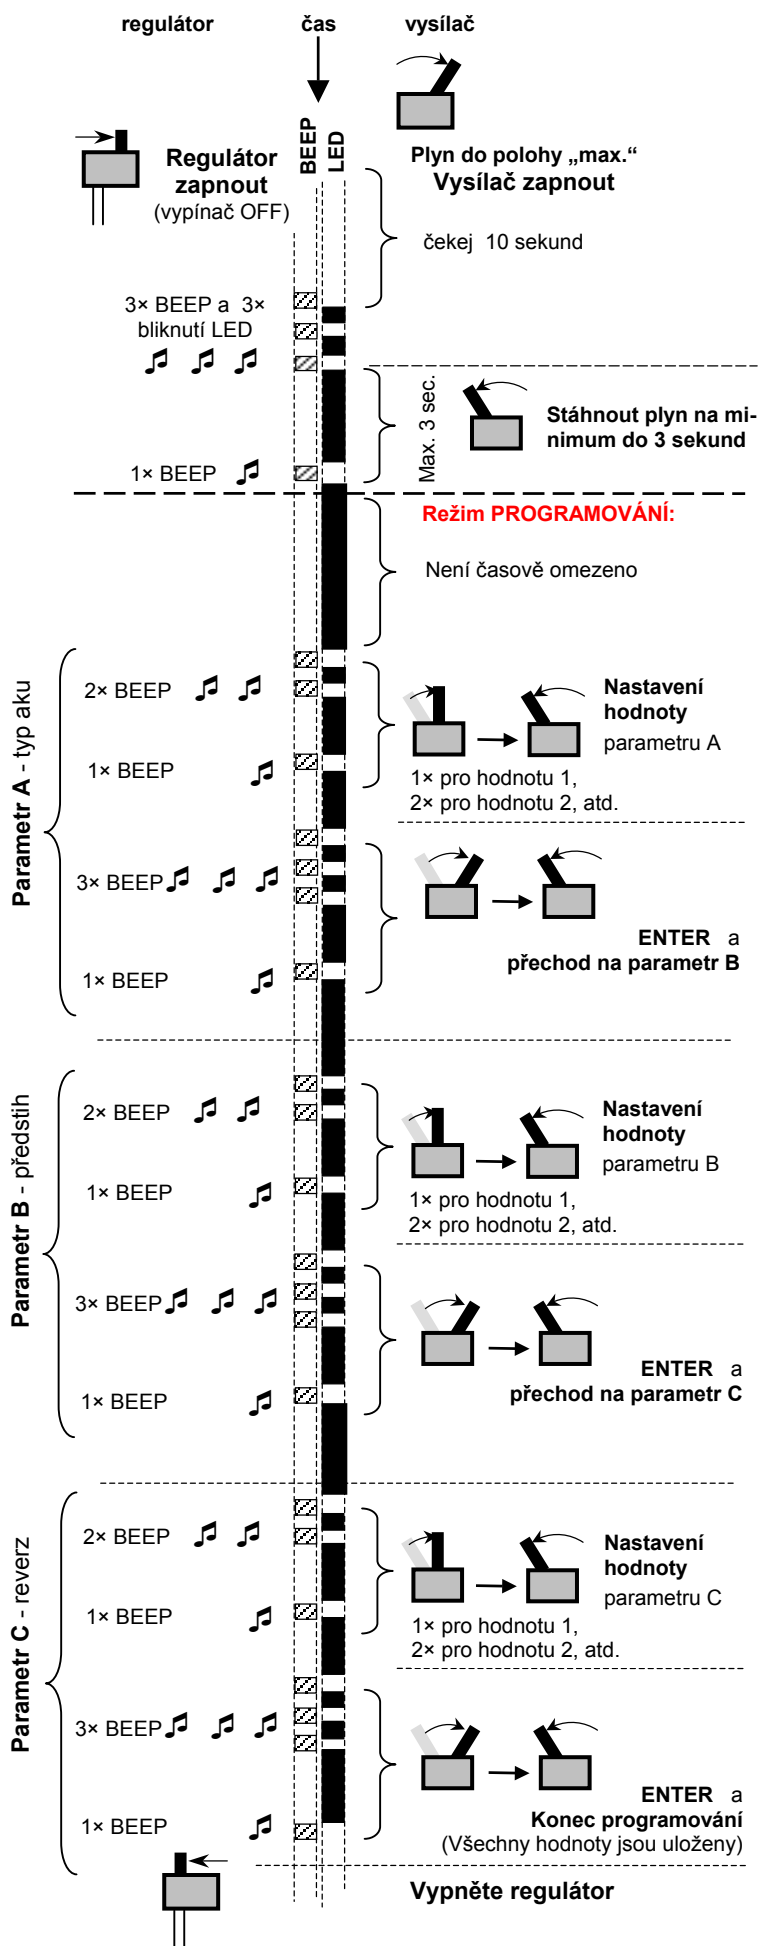 regulátor
čas
vysílač
BEEP
LED
Regulátor
zapnout
(vypínač OFF)
Plyn do polohy „max.“
Vysílač zapnout
čekej 10 sekund
3× BEEP a 3×
bliknutí LED
Max. 3 sec.
Stáhnout plyn na mi-
nimum do 3 sekund
1× BEEP
Režim PROGRAMOVÁNÍ:
Není časově omezeno
Parametr A - typ aku
2× BEEP
Nastavení
hodnoty
parametru A
1× BEEP
1× pro hodnotu 1,
2× pro hodnotu 2, atd.
3× BEEP
ENTER a
přechod na parametr B
1× BEEP
Parametr B - předstih
2× BEEP
Nastavení
hodnoty
parametru B
1× BEEP
1× pro hodnotu 1,
2× pro hodnotu 2, atd.
3× BEEP
ENTER a
přechod na parametr C
1× BEEP
Parametr C - reverz
2× BEEP
Nastavení
hodnoty
parametru C
1× BEEP
1× pro hodnotu 1,
2× pro hodnotu 2, atd.
3× BEEP
ENTER a
Konec programování
(Všechny hodnoty jsou uloženy)
1× BEEP
Vypněte regulátor